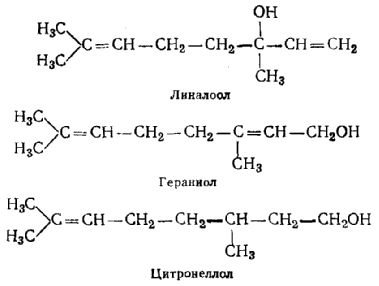 OH
H₃C
H₃C
C=CH—CH₂—CH₂—C—CH=CH₂
CH₃
Линалоол
H₃C
H₃C
C=CH—CH₂—CH₂—C=CH—CH₂OH
CH₃
Гераниол
H₃C
H₃C
C=CH—CH₂—CH₂—CH—CH₂—CH₂OH
CH₃
Цитронеллол